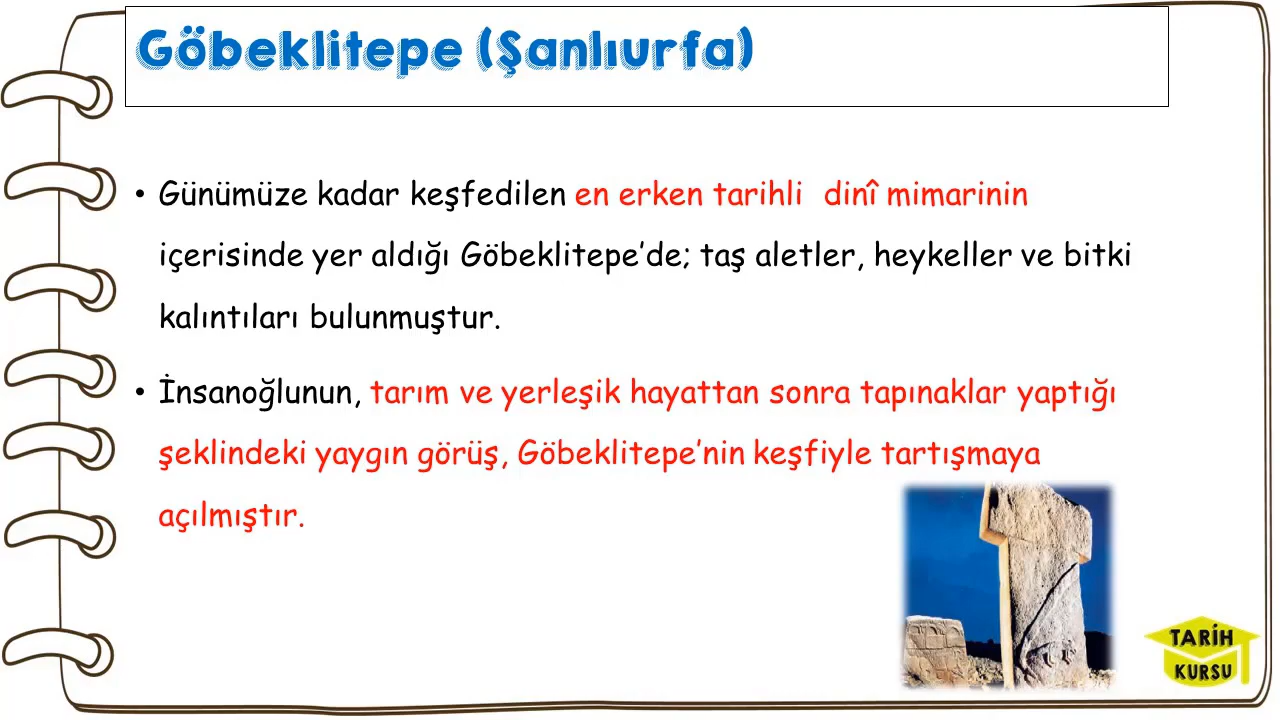 Göbeklitepe (Şanlıurfa)
• Günümüze kadar keşfedilen en erken tarihli dinî mimarinin
içerisinde yer aldığı Göbeklitepe’de; taş aletler, heykeller ve bitki
kalıntıları bulunmuştur.
• İnsanoğlunun, tarım ve yerleşik hayattan sonra tapınaklar yaptığı
şeklindeki yaygın görüş, Göbeklitepe’nin keşfiyle tartışmaya
açılmıştır.
TARİH
KURSU